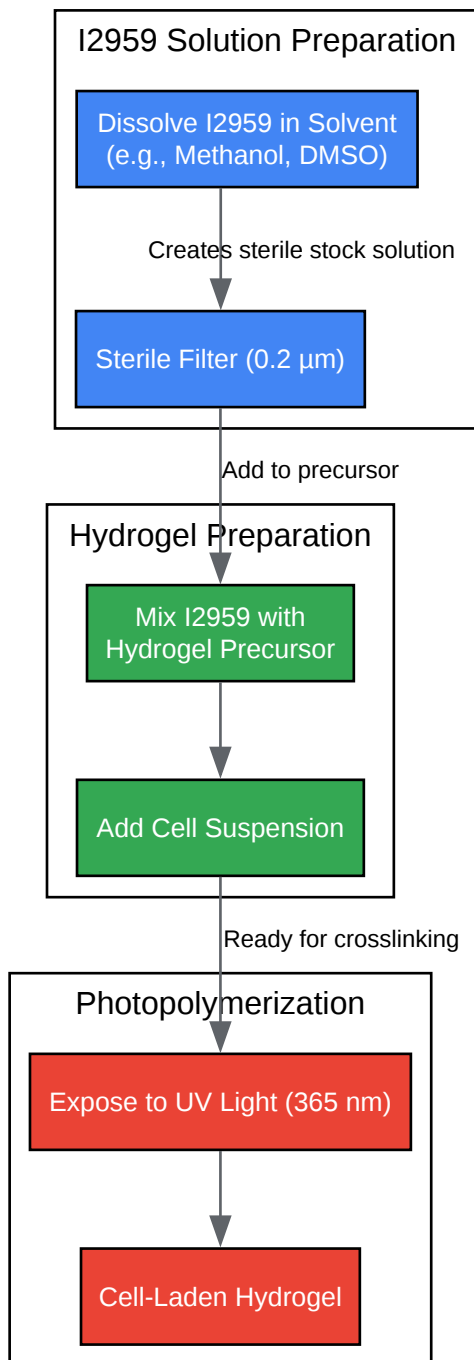 I2959 Solution Preparation
Dissolve I2959 in Solvent
(e.g., Methanol, DMSO)
Creates sterile stock solution
Sterile Filter (0.2 µm)
Add to precursor
Hydrogel Preparation
Mix I2959 with
Hydrogel Precursor
Add Cell Suspension
Ready for crosslinking
Photopolymerization
Expose to UV Light (365 nm)
Cell-Laden Hydrogel